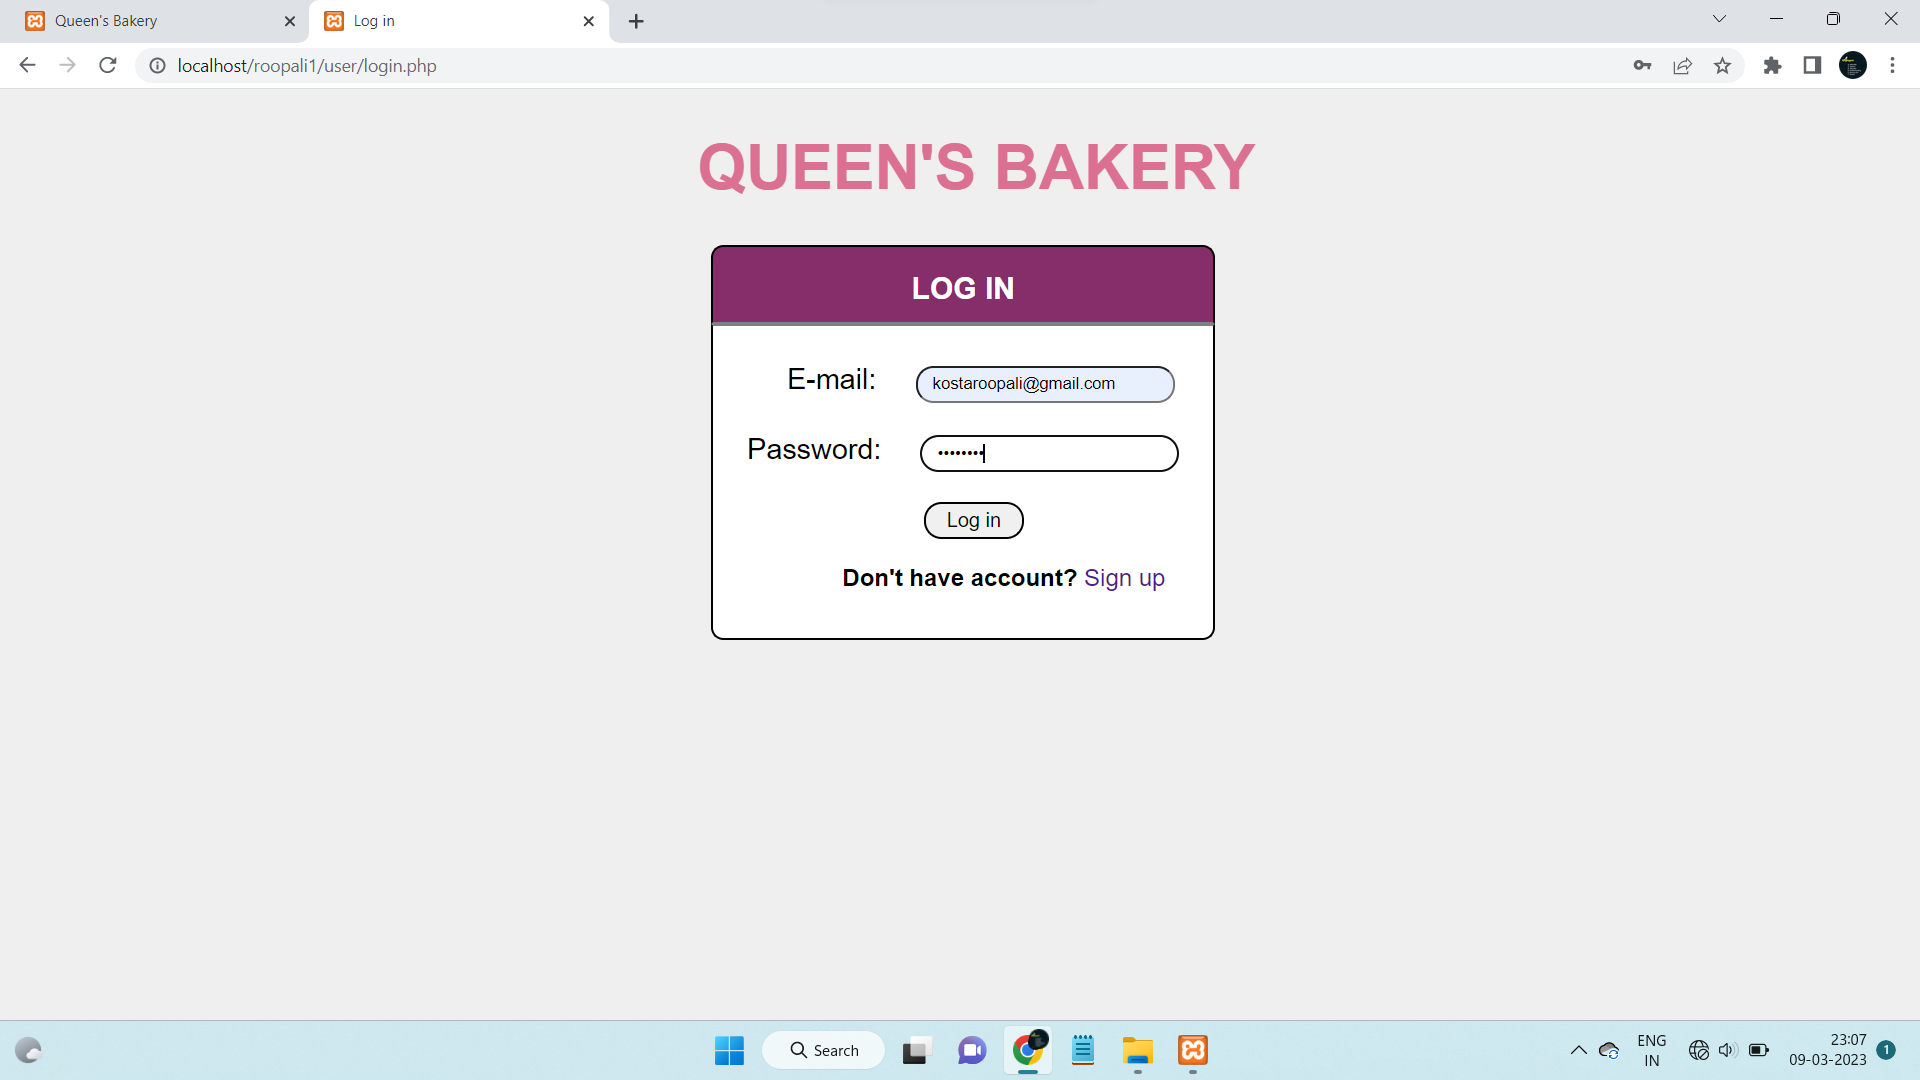 Queen's Bakery
Log in
localhost/roopali1/user/login.php
QUEEN'S BAKERY
LOG IN
E-mail: kostaroopali@gmail.com
Password: ••••••••
Log in
Don't have account? Sign up
Search
ENG
IN
23:07
09-03-2023
1